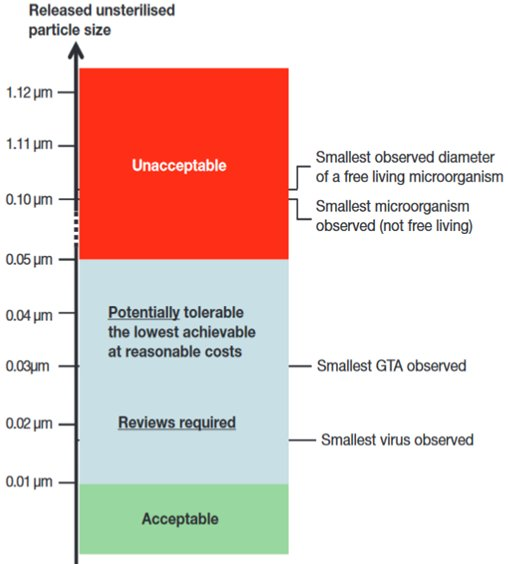 Released unsterilised
particle size
1.12 µm
1.11 µm
Unacceptable
Smallest observed diameter
of a free living microorganism
0.10 µm
Smallest microorganism
observed (not free living)
0.05 µm
0.04 µm
Potentially tolerable
the lowest achievable
at reasonable costs
0.03µm
Smallest GTA observed
0.02 µm
Reviews required
Smallest virus observed
0.01 µm
Acceptable